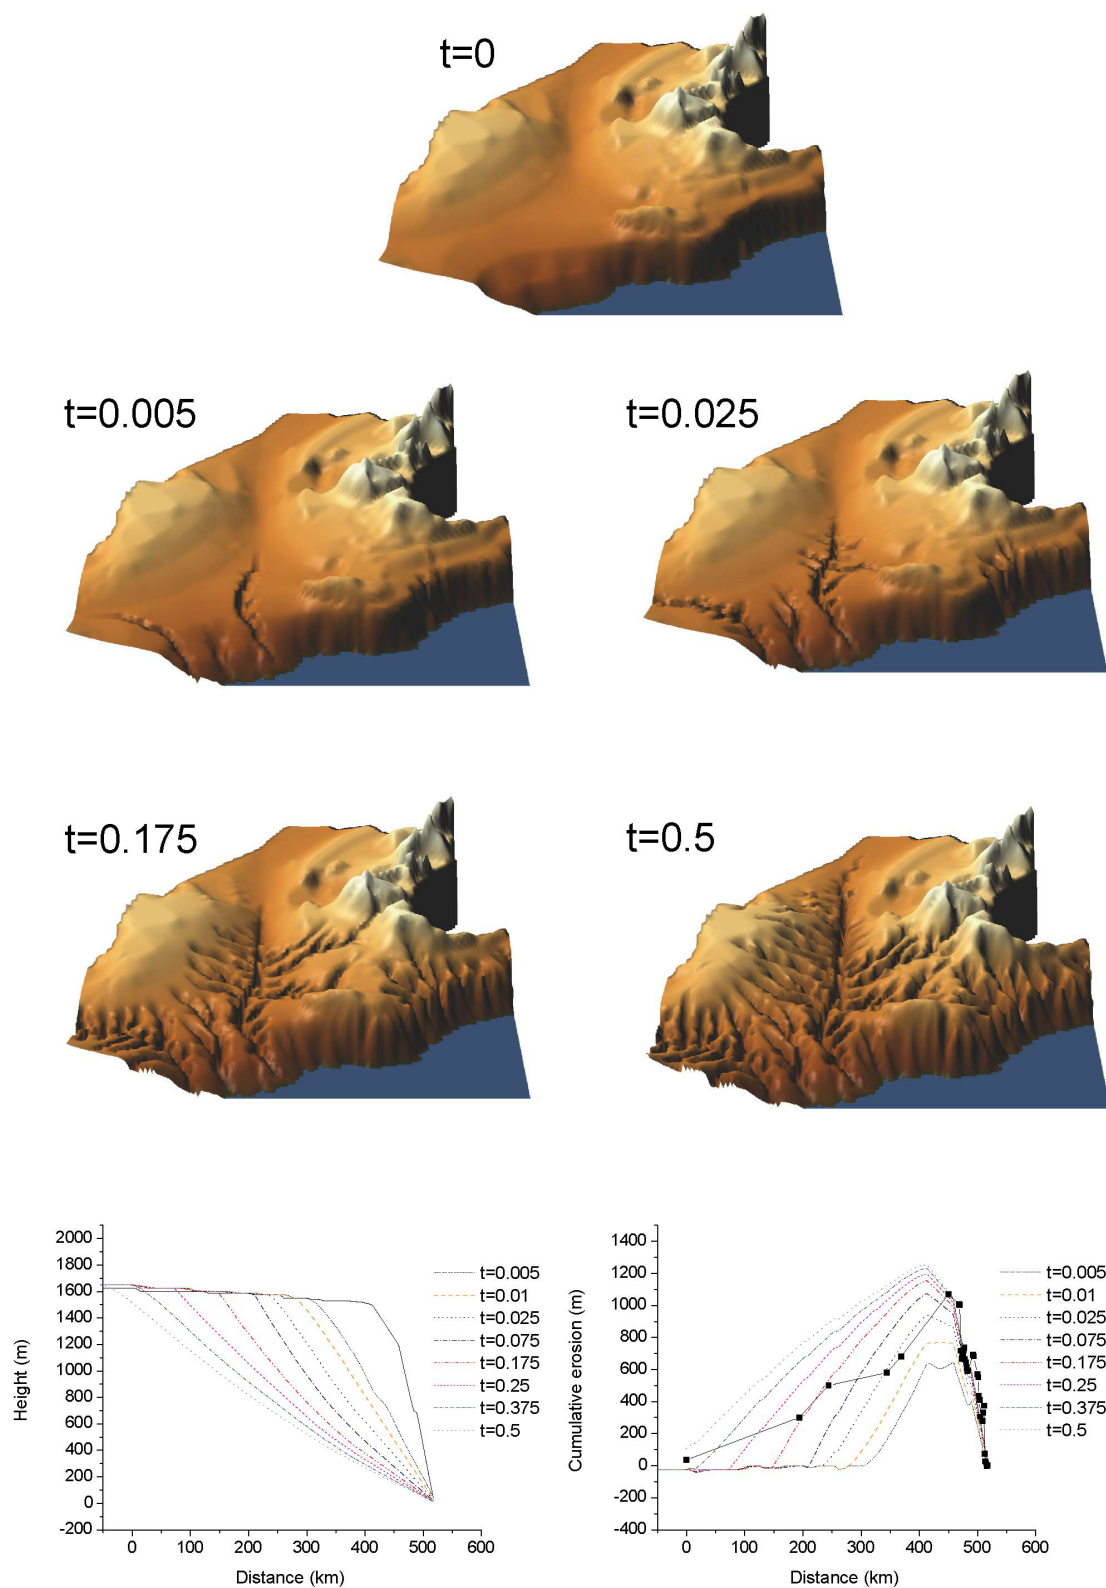 t=0
t=0.005
t=0.025
t=0.175
t=0.5
Height (m)
2000
1800
1600
1400
1200
1000
800
600
400
200
0
-200
0 100 200 300 400 500 600
Distance (km)
t=0.005
t=0.01
t=0.025
t=0.075
t=0.175
t=0.25
t=0.375
t=0.5
Cumulative erosion (m)
1400
1200
1000
800
600
400
200
0
-200
-400
0 100 200 300 400 500 600
Distance (km)
t=0.005
t=0.01
t=0.025
t=0.075
t=0.175
t=0.25
t=0.375
t=0.5